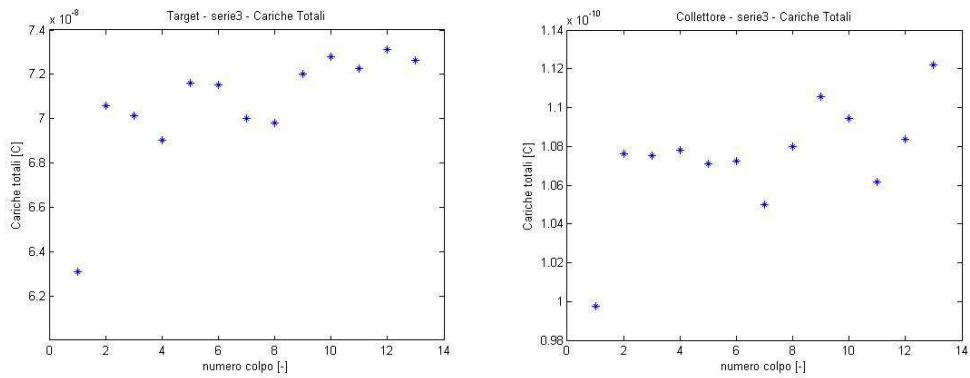 Target - serie3 - Cariche Totali
x 10^-8
7.4
7.2
7
6.8
6.6
6.4
6.2
0 2 4 6 8 10 12 14
Cariche totali [C]
numero colpo [-]
Collettore - serie3 - Cariche Totali
x 10^-10
1.14
1.12
1.1
1.08
1.06
1.04
1.02
1
0.98
0 2 4 6 8 10 12 14
Cariche totali [C]
numero colpo [-]